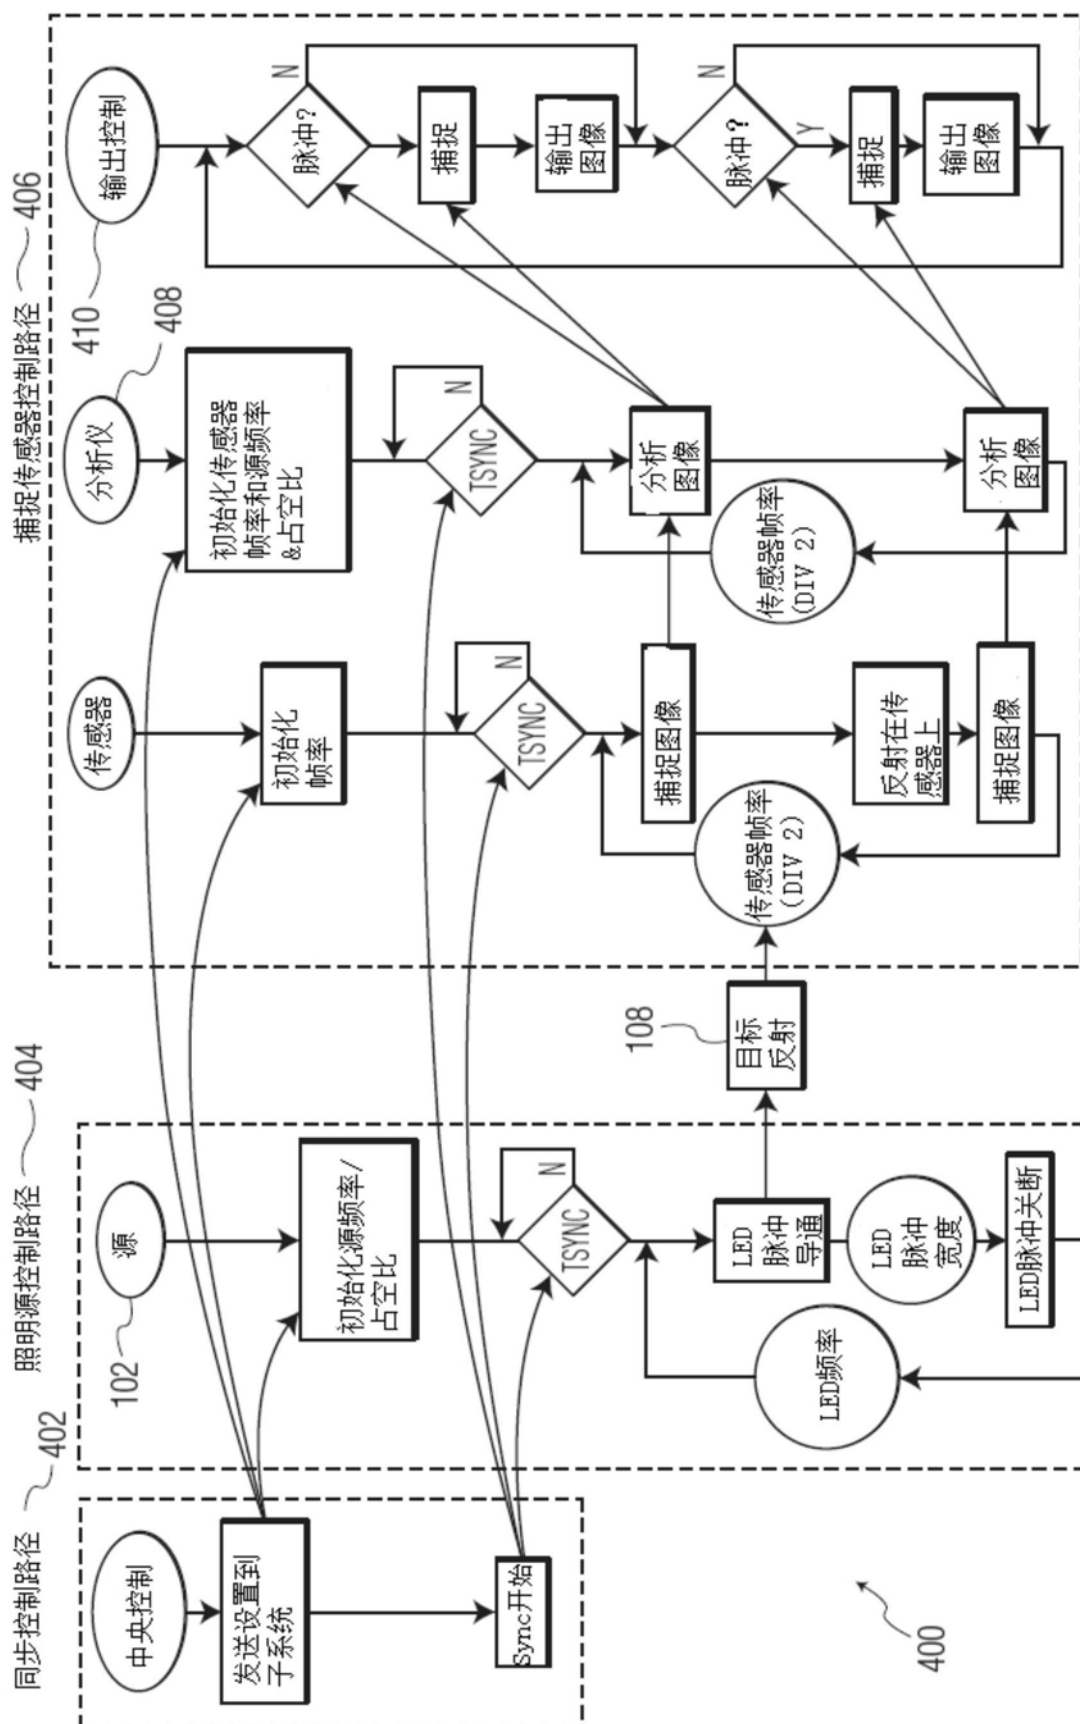 同步控制路径
402
中央控制
发送设置到
子系统
Sync开始
照明源控制路径
404
源
102
初始化源频率/
占空比
TSYNC
N
LED
脉冲
导通
LED
脉冲
宽度
LED脉冲关断
LED频率
目标
反射
108
捕捉传感器控制路径
406
传感器
初始化
帧率
TSYNC
N
捕捉图像
反射在传
感器上
捕捉图像
传感器帧率
(DIV 2)
分析仪
408
初始化传感器
帧率和源频率
&占空比
TSYNC
N
分析
图像
分析
图像
传感器帧率
(DIV 2)
输出控制
410
脉冲?
N
捕捉
输出
图像
脉冲?
N
Y
捕捉
输出
图像
400